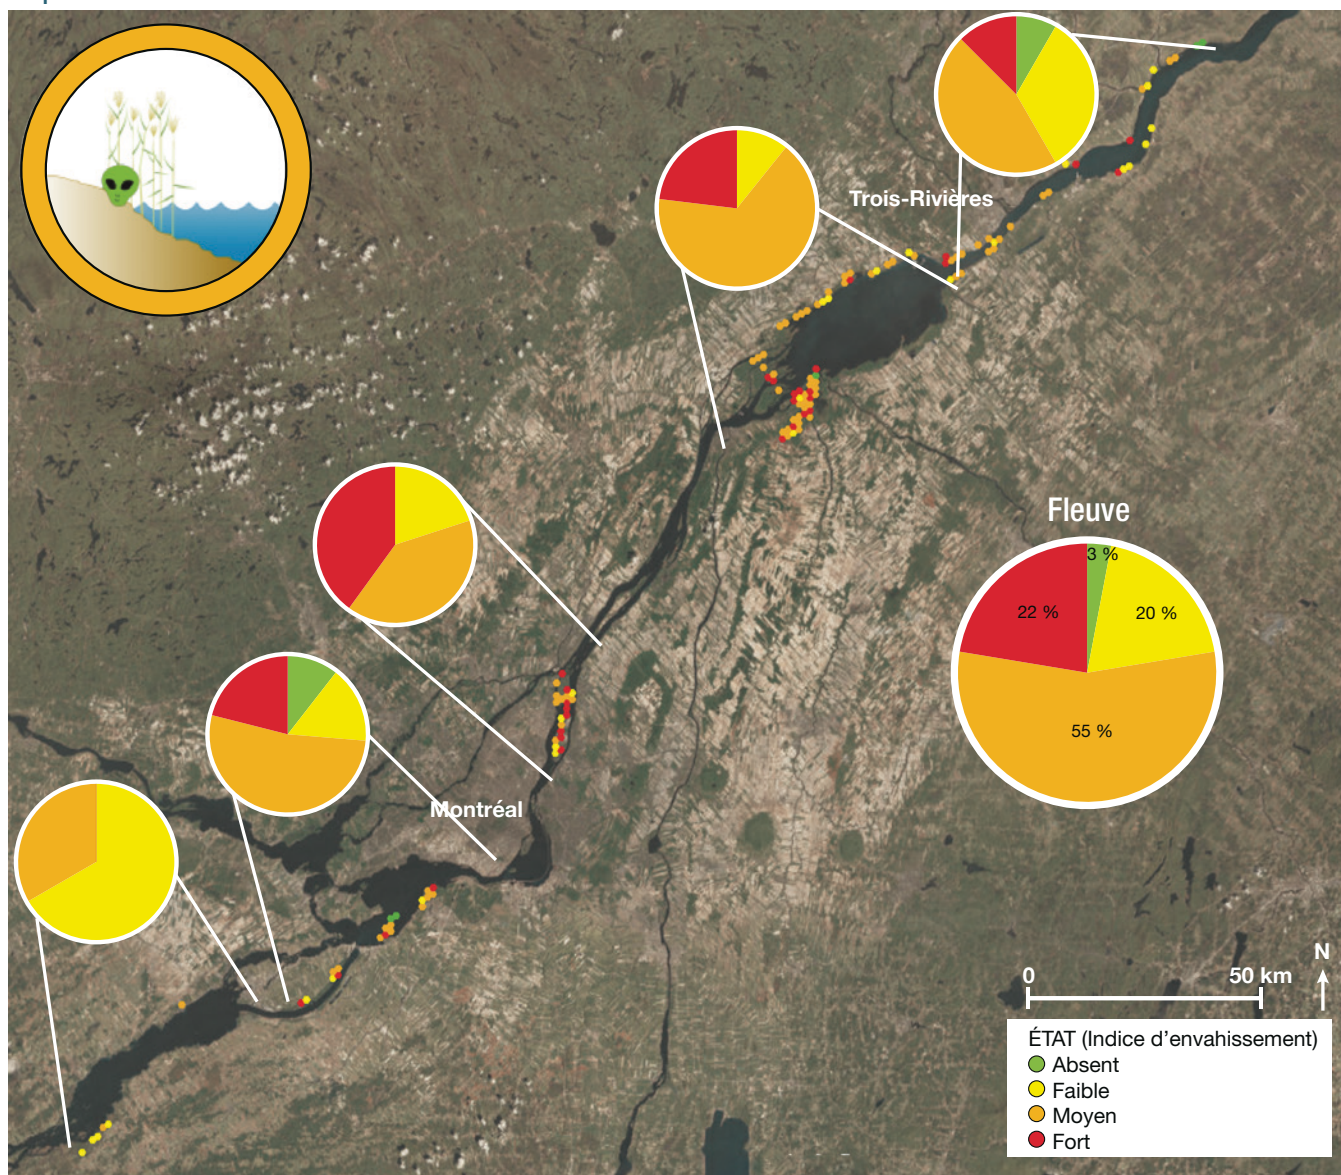 Trois-Rivières
Fleuve
3 %
22 %
20 %
55 %
Montréal
N
0 50 km
ÉTAT (Indice d'envahissement)
Absent
Faible
Moyen
Fort